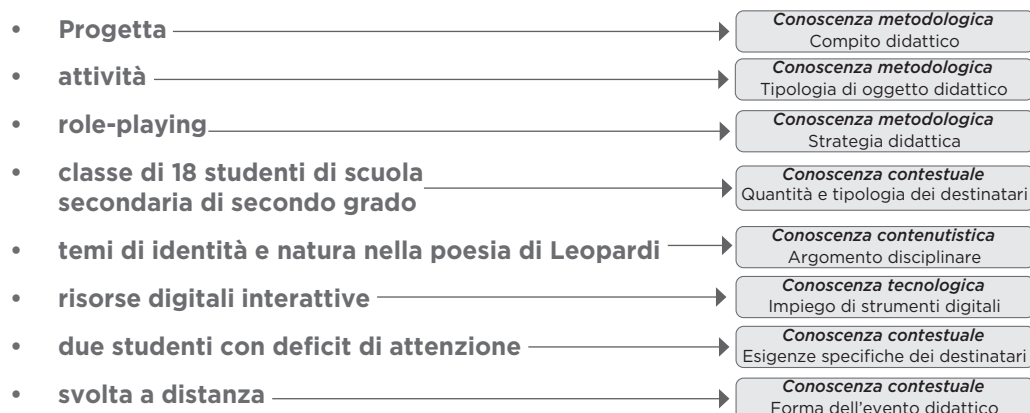 • Progetta
Conoscenza metodologica
Compito didattico
• attività
Conoscenza metodologica
Tipologia di oggetto didattico
• role-playing
Conoscenza metodologica
Strategia didattica
• classe di 18 studenti di scuola
secondaria di secondo grado
Conoscenza contestuale
Quantità e tipologia dei destinatari
• temi di identità e natura nella poesia di Leopardi
Conoscenza contenutistica
Argomento disciplinare
• risorse digitali interattive
Conoscenza tecnologica
Impiego di strumenti digitali
• due studenti con deficit di attenzione
Conoscenza contestuale
Esigenze specifiche dei destinatari
• svolta a distanza
Conoscenza contestuale
Forma dell'evento didattico